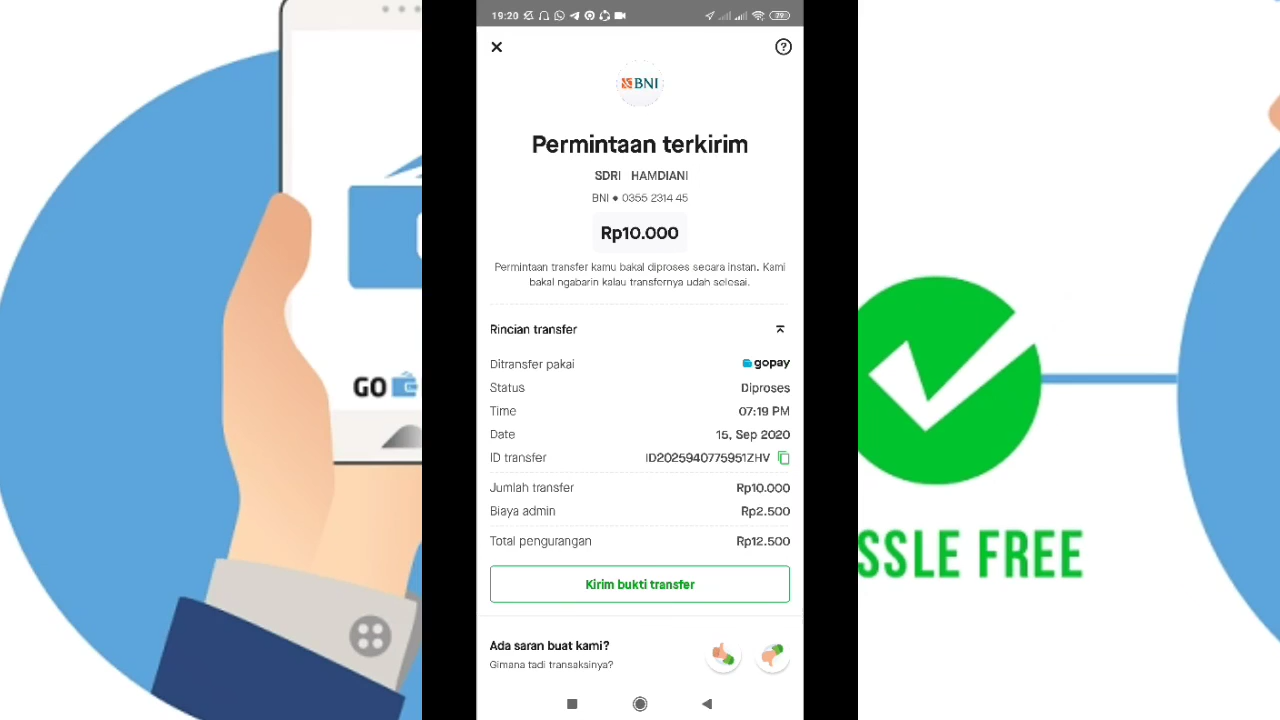 19:20
79
BNI
Permintaan terkirim
SDRI HAMDIANI
BNI ● 0355 2314 45
Rp10.000
Permintaan transfer kamu bakal diproses secara instan. Kami
bakal ngabarin kalau transfernya udah selesai.
Rincian transfer
Ditransfer pakai gopay
Status Diproses
Time 07:19 PM
Date 15, Sep 2020
ID transfer ID2025940775951ZHV
Jumlah transfer Rp10.000
Biaya admin Rp2.500
Total pengurangan Rp12.500
Kirim bukti transfer
Ada saran buat kami?
Gimana tadi transaksinya?
GO
SSLE FREE